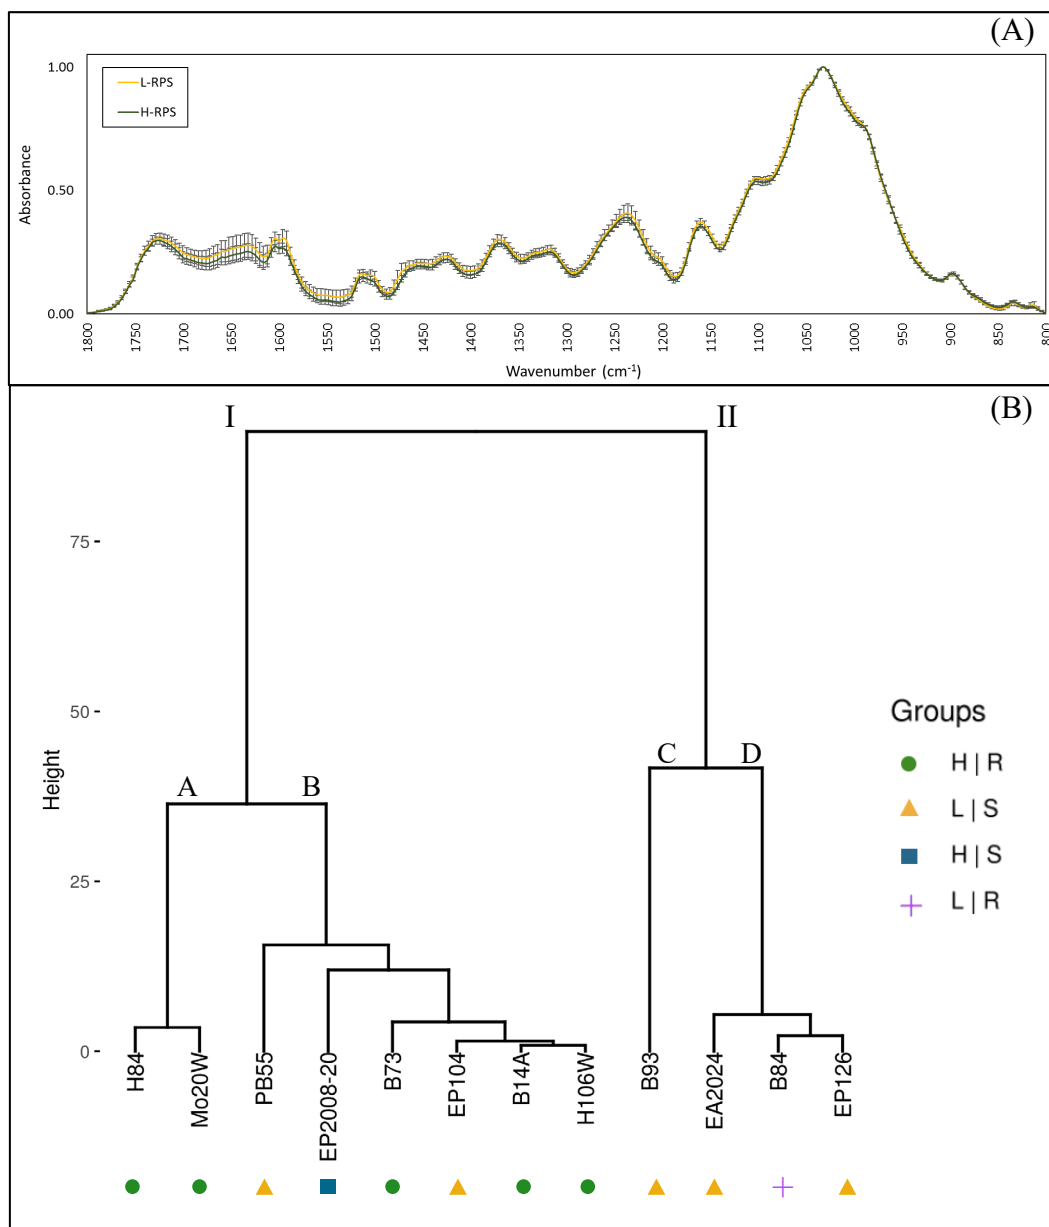 (A)
1.00
L-RPS
H-RPS
Absorbance
0.50
0.00
1800 1750 1700 1650 1600 1550 1500 1450 1400 1350 1300 1250 1200 1150 1100 1050 1000 950 900 850 800
Wavenumber (cm-1)
(B)
I II
75 -
50 -
Height
A B C D
25 -
0 -
H84 Mo20W PB55 EP2008-20 B73 EP104 B14A H106W B93 EA2024 B84 EP126
Groups
H | R
L | S
H | S
L | R